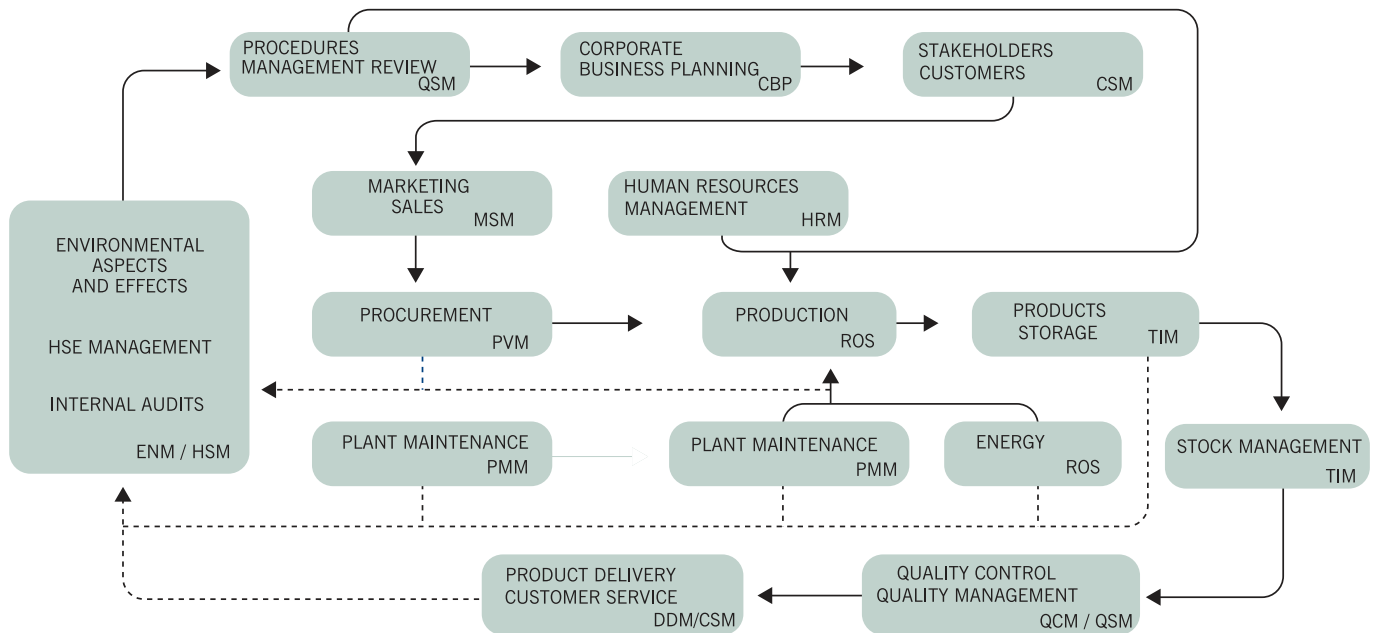 PROCEDURES
MANAGEMENT REVIEW
QSM
CORPORATE
BUSINESS PLANNING
CBP
STAKEHOLDERS
CUSTOMERS
CSM
MARKETING
SALES
MSM
HUMAN RESOURCES
MANAGEMENT
HRM
ENVIRONMENTAL
ASPECTS
AND EFFECTS
HSE MANAGEMENT
INTERNAL AUDITS
ENM / HSM
PROCUREMENT
PVM
PRODUCTION
ROS
PRODUCTS
STORAGE
TIM
PLANT MAINTENANCE
PMM
PLANT MAINTENANCE
PMM
ENERGY
ROS
STOCK MANAGEMENT
TIM
PRODUCT DELIVERY
CUSTOMER SERVICE
DDM/CSM
QUALITY CONTROL
QUALITY MANAGEMENT
QCM / QSM